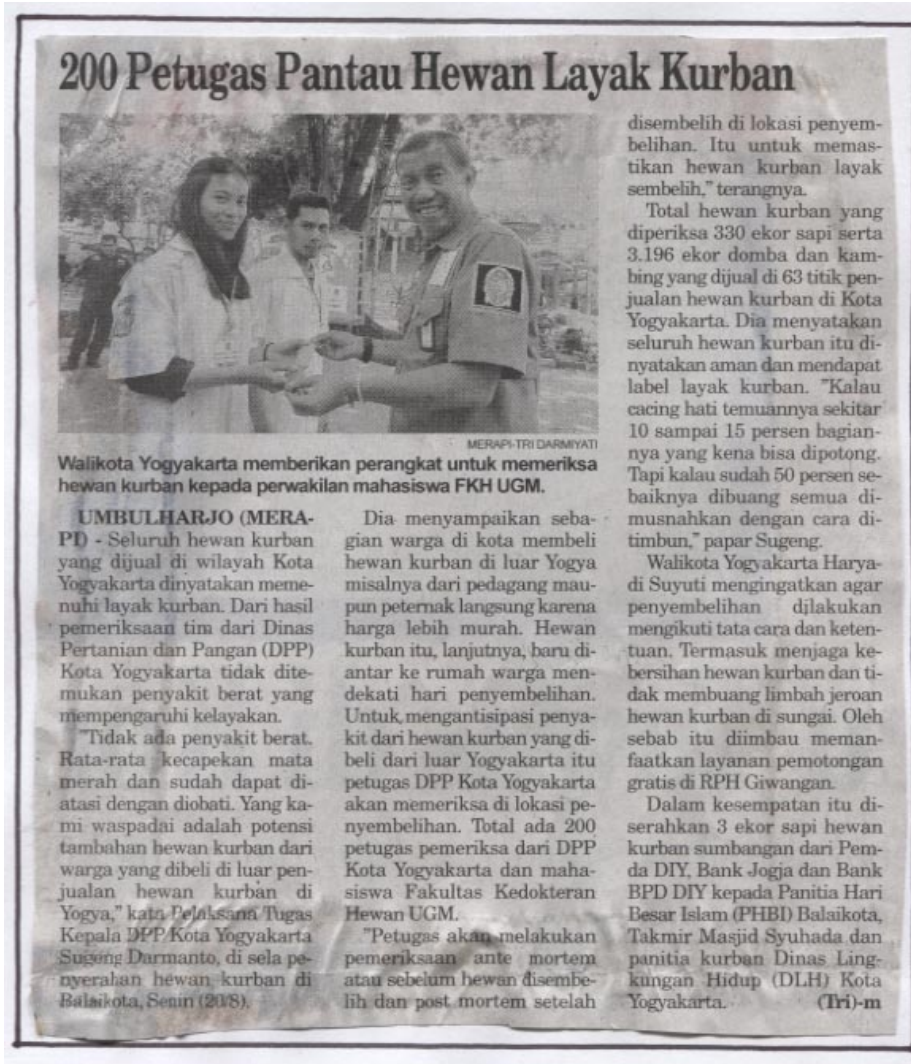 200 Petugas Pantau Hewan Layak Kurban
MERAPI-TRI DARMIYATI
Walikota Yogyakarta memberikan perangkat untuk memeriksa
hewan kurban kepada perwakilan mahasiswa FKH UGM.
UMBULHARJO (MERA-
PI) - Seluruh hewan kurban
yang dijual di wilayah Kota
Yogyakarta dinyatakan meme-
nuhi layak kurban. Dari hasil
pemeriksaan tim dari Dinas
Pertanian dan Pangan (DPP)
Kota Yogyakarta tidak dite-
mukan penyakit berat yang
mempengaruhi kelayakan.
"Tidak ada penyakit berat.
Rata-rata kecapekan mata
merah dan sudah dapat di-
atasi dengan diobati. Yang ka-
mi waspadai adalah potensi
tambahan hewan kurban dari
warga yang dibeli di luar pen-
jualan hewan kurban di
Yogya," kata Pelaksana Tugas
Kepala DPP Kota Yogyakarta
Sugeng Darmanto, di sela pe-
nyerahan hewan kurban di
Balaikota, Senin (20/8).
Dia menyampaikan seba-
gian warga di kota membeli
hewan kurban di luar Yogya
misalnya dari pedagang mau-
pun peternak langsung karena
harga lebih murah. Hewan
kurban itu, lanjutnya, baru di-
antar ke rumah warga men-
dekati hari penyembelihan.
Untuk mengantisipasi penya-
kit dari hewan kurban yang di-
beli dari luar Yogyakarta itu
petugas DPP Kota Yogyakarta
akan memeriksa di lokasi pe-
nyembelihan. Total ada 200
petugas pemeriksa dari DPP
Kota Yogyakarta dan maha-
siswa Fakultas Kedokteran
Hewan UGM.
"Petugas akan melakukan
pemeriksaan ante mortem
atau sebelum hewan disembe-
lih dan post mortem setelah
disembelih di lokasi penyem-
belihan. Itu untuk memas-
tikan hewan kurban layak
sembelih," terangnya.
Total hewan kurban yang
diperiksa 330 ekor sapi serta
3.196 ekor domba dan kam-
bing yang dijual di 63 titik pen-
jualan hewan kurban di Kota
Yogyakarta. Dia menyatakan
seluruh hewan kurban itu di-
nyatakan aman dan mendapat
label layak kurban. "Kalau
cacing hati temuannya sekitar
10 sampai 15 persen bagian-
nya yang kena bisa dipotong.
Tapi kalau sudah 50 persen se-
baiknya dibuang semua di-
musnahkan dengan cara di-
timbun," papar Sugeng.
Walikota Yogyakarta Harya-
di Suyuti mengingatkan agar
penyembelihan dilakukan
mengikuti tata cara dan keten-
tuan. Termasuk menjaga ke-
bersihan hewan kurban dan ti-
dak membuang limbah jeroan
hewan kurban di sungai. Oleh
sebab itu diimbau meman-
faatkan layanan pemotongan
gratis di RPH Giwangan.
Dalam kesempatan itu di-
serahkan 3 ekor sapi hewan
kurban sumbangan dari Pem-
da DIY, Bank Jogja dan Bank
BPD DIY kepada Panitia Hari
Besar Islam (PHBI) Balaikota,
Takmir Masjid Syuhada dan
panitia kurban Dinas Ling-
kungan Hidup (DLH) Kota
Yogyakarta. (Tri)-m